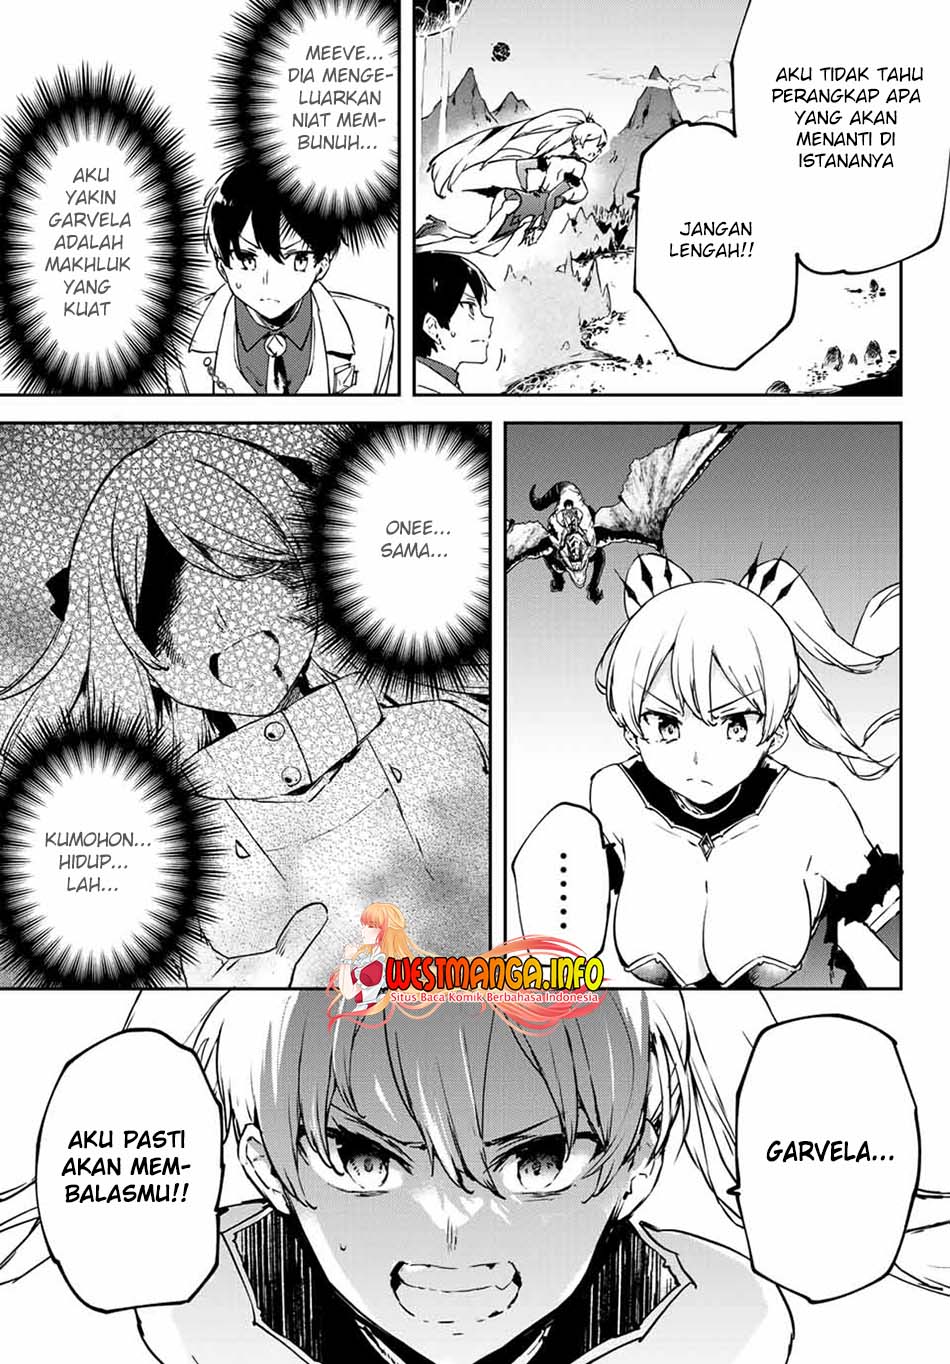 AKU TIDAK TAHU
PERANGKAP APA
YANG AKAN
MENANTI DI
ISTANANYA
JANGAN
LENGAH!!
MEEVE...
DIA MENGE-
LUARKAN
NIAT MEM-
BUNUH...
AKU
YAKIN
GARVELA
ADALAH
MAKHLUK
YANG
KUAT
......
ONEE...
SAMA...
KUMOHON...
HIDUP...
LAH...
WESTMANGA.INFO
Situs Baca Komik Berbahasa Indonesia
GARVELA...
AKU PASTI
AKAN MEM-
BALASMU!!